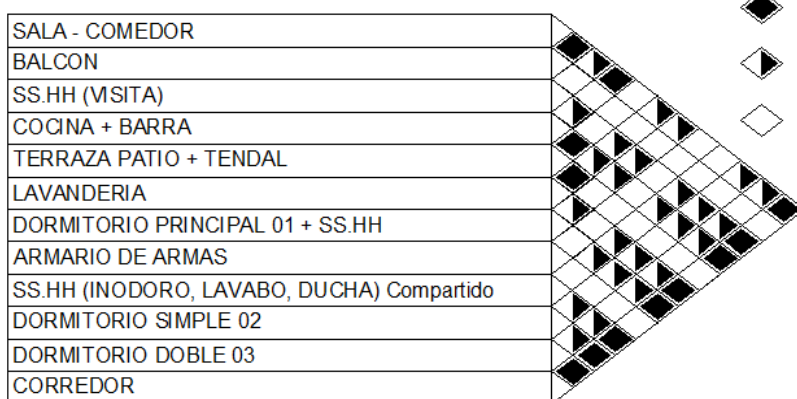 SALA - COMEDOR
BALCON
SS.HH (VISITA)
COCINA + BARRA
TERRAZA PATIO + TENDAL
LAVANDERIA
DORMITORIO PRINCIPAL 01 + SS.HH
ARMARIO DE ARMAS
SS.HH (INODORO, LAVABO, DUCHA) Compartido
DORMITORIO SIMPLE 02
DORMITORIO DOBLE 03
CORREDOR